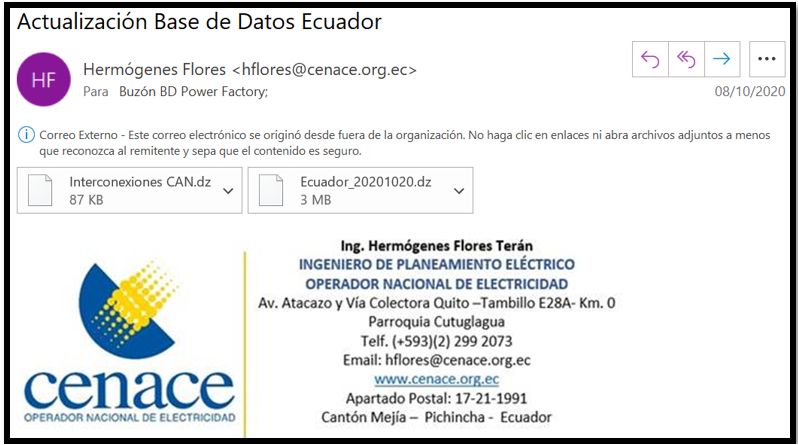 Actualización Base de Datos Ecuador
HF
Hermógenes Flores <hflores@cenace.org.ec>
Para Buzón BD Power Factory;
08/10/2020
Correo Externo - Este correo electrónico se originó desde fuera de la organización. No haga clic en enlaces ni abra archivos adjuntos a menos
que reconozca al remitente y sepa que el contenido es seguro.
Interconexiones CAN.dz
87 KB
Ecuador_20201020.dz
3 MB
cenace
OPERADOR NACIONAL DE ELECTRICIDAD
Ing. Hermógenes Flores Terán
INGENIERO DE PLANEAMIENTO ELÉCTRICO
OPERADOR NACIONAL DE ELECTRICIDAD
Av. Atacazo y Vía Colectora Quito –Tambillo E28A- Km. 0
Parroquia Cutuglagua
Telf. (+593)(2) 299 2073
Email: hflores@cenace.org.ec
www.cenace.org.ec
Apartado Postal: 17-21-1991
Cantón Mejía – Pichincha - Ecuador